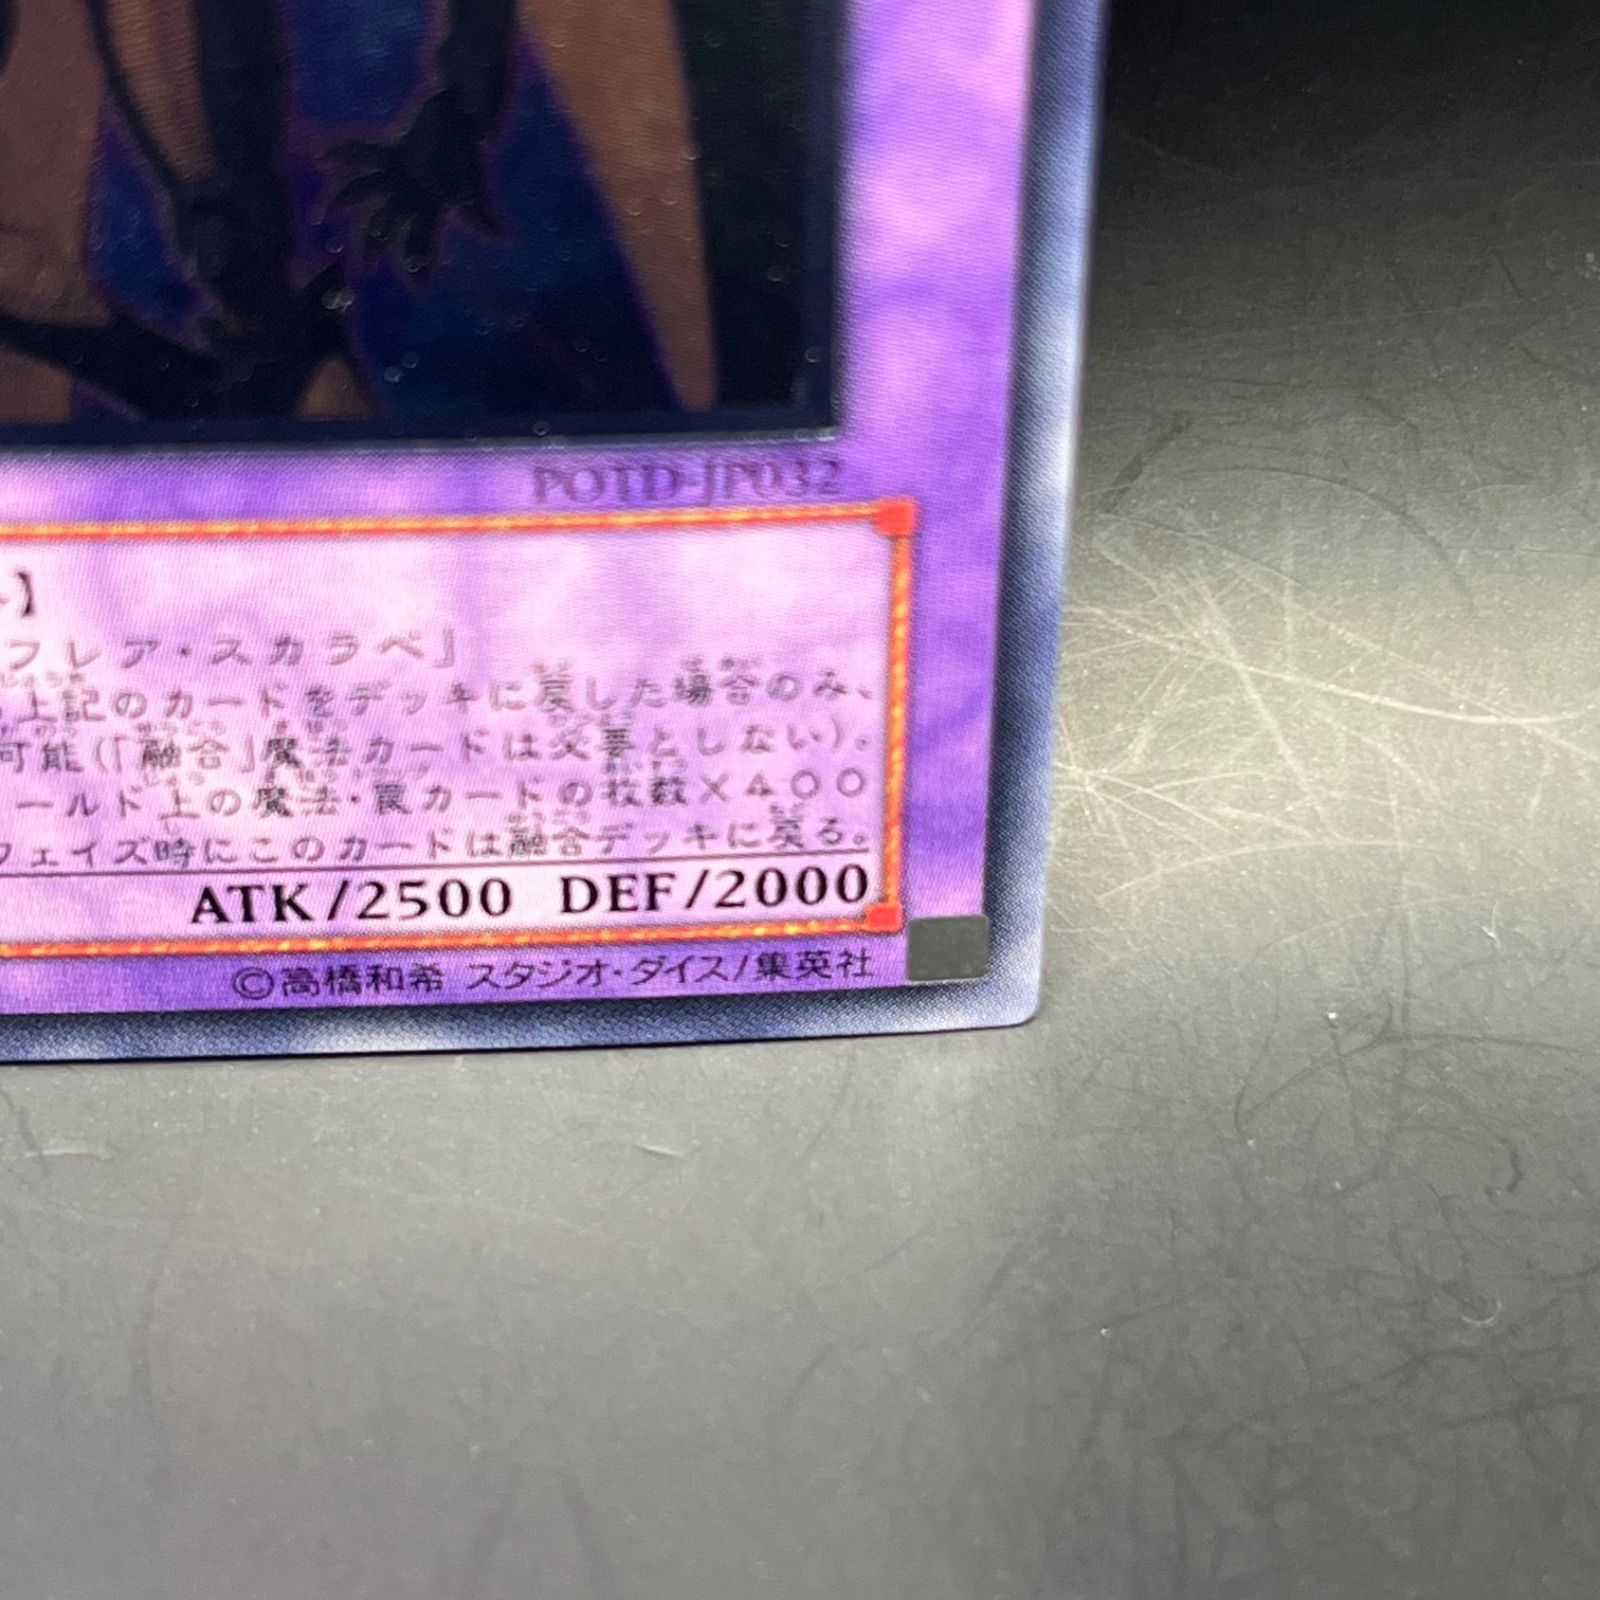 POTD-JP032
】
フレア・スカラベ』
上記のカードをデッキに戻した場合のみ、
可能(「融合」魔法カードは必要としない)。
ールド上の魔法・罠カードの枚数×400
フェイズ時にこのカードは融合デッキに戻る。
ATK/2500 DEF/2000
©高橋和希 スタジオ・ダイス/集英社